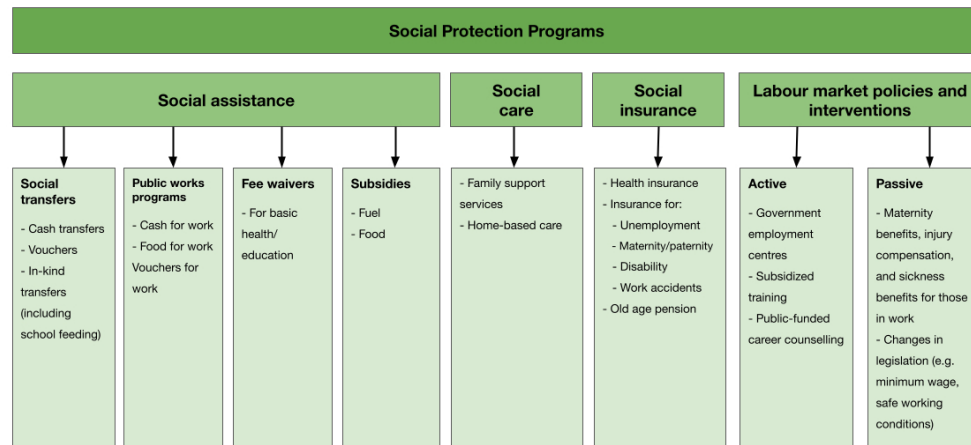 Social Protection Programs
Social assistance
Social
care
Social
insurance
Labour market policies and
interventions
Social
transfers
- Cash transfers
- Vouchers
- In-kind
transfers
(including
school feeding)
Public works
programs
- Cash for work
- Food for work
Vouchers for
work
Fee waivers
- For basic
health/
education
Subsidies
- Fuel
- Food
- Family support
services
- Home-based care
- Health insurance
- Insurance for:
- Unemployment
- Maternity/paternity
- Disability
- Work accidents
- Old age pension
Active
- Government
employment
centres
- Subsidized
training
- Public-funded
career counselling
Passive
- Maternity
benefits, injury
compensation,
and sickness
benefits for those
in work
- Changes in
legislation (e.g.
minimum wage,
safe working
conditions)